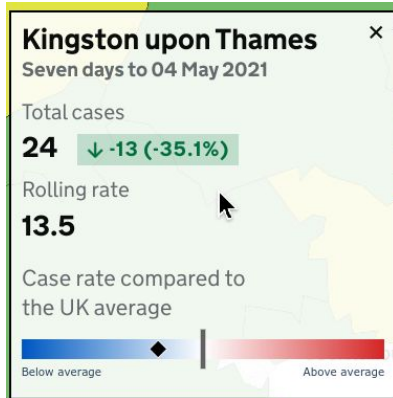 Kingston upon Thames
Seven days to 04 May 2021
Total cases
24 ↓ -13 (-35.1%)
Rolling rate
13.5
Case rate compared to
the UK average
Below average Above average